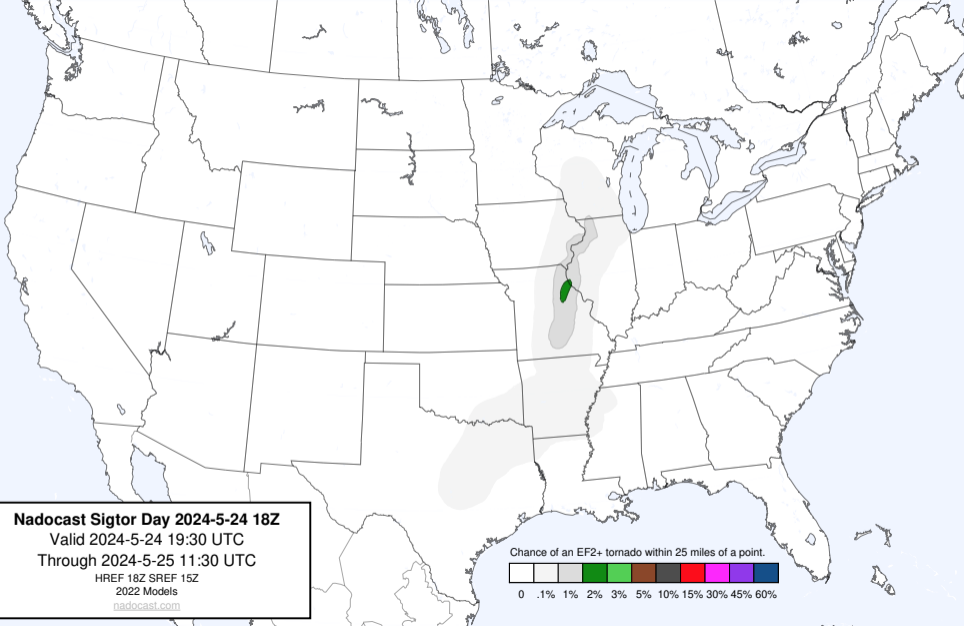 Nadocast Sigtor Day 2024-5-24 18Z
Valid 2024-5-24 19:30 UTC
Through 2024-5-25 11:30 UTC
HREF 18Z SREF 15Z
2022 Models
nadocast.com
Chance of an EF2+ tornado within 25 miles of a point.
0 .1% 1% 2% 3% 5% 10% 15% 30% 45% 60%